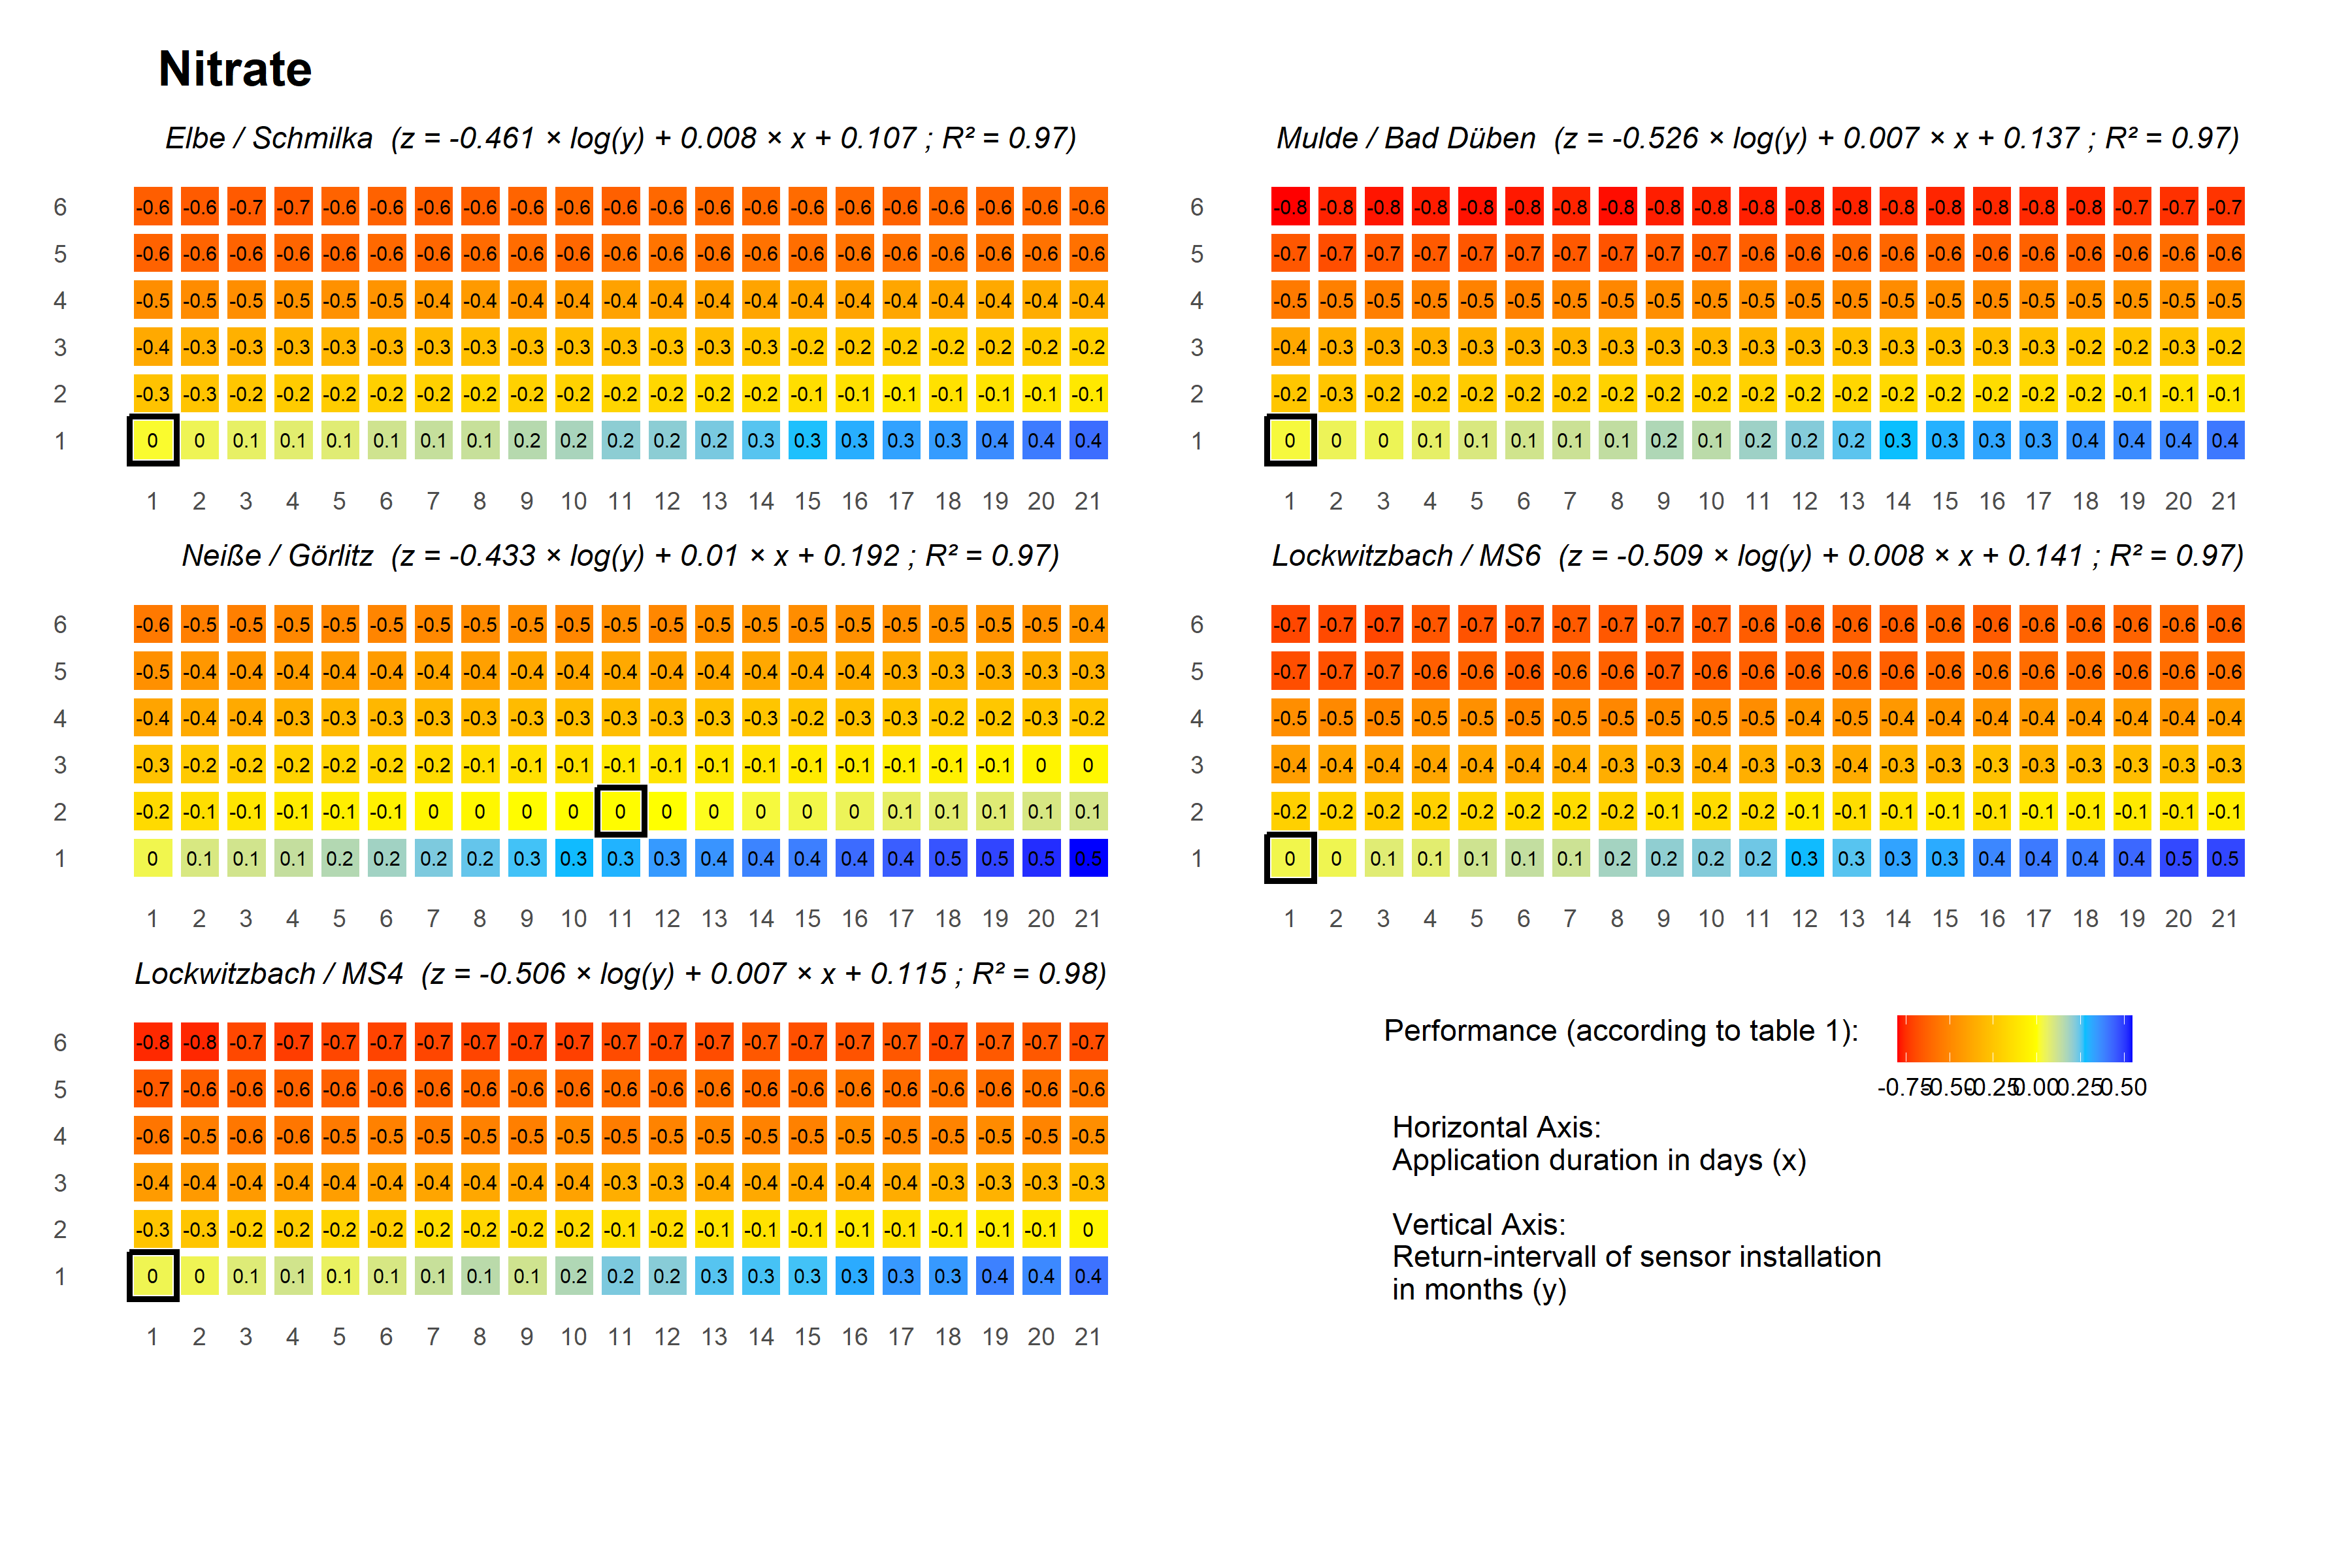 Nitrate
Elbe / Schmilka (z = -0.461 × log(y) + 0.008 × x + 0.107 ; R² = 0.97)
6 -0.6 -0.6 -0.7 -0.7 -0.6 -0.6 -0.6 -0.6 -0.6 -0.6 -0.6 -0.6 -0.6 -0.6 -0.6 -0.6 -0.6 -0.6 -0.6 -0.6 -0.6
5 -0.6 -0.6 -0.6 -0.6 -0.6 -0.6 -0.6 -0.6 -0.6 -0.6 -0.6 -0.6 -0.6 -0.6 -0.6 -0.6 -0.6 -0.6 -0.6 -0.6 -0.6
4 -0.5 -0.5 -0.5 -0.5 -0.5 -0.5 -0.4 -0.4 -0.5 -0.4 -0.4 -0.4 -0.4 -0.4 -0.4 -0.4 -0.4 -0.4 -0.4 -0.4 -0.4
3 -0.4 -0.3 -0.3 -0.3 -0.3 -0.3 -0.3 -0.3 -0.3 -0.3 -0.3 -0.3 -0.3 -0.3 -0.2 -0.2 -0.2 -0.2 -0.2 -0.2 -0.2
2 -0.3 -0.3 -0.2 -0.2 -0.2 -0.2 -0.2 -0.2 -0.2 -0.2 -0.2 -0.2 -0.2 -0.2 -0.1 -0.1 -0.1 -0.1 -0.1 -0.1 -0.1
1 0 0 0.1 0.1 0.1 0.1 0.1 0.1 0.2 0.2 0.2 0.2 0.2 0.3 0.3 0.3 0.3 0.3 0.4 0.4 0.4
1 2 3 4 5 6 7 8 9 10 11 12 13 14 15 16 17 18 19 20 21
Mulde / Bad Düben (z = -0.526 × log(y) + 0.007 × x + 0.137 ; R² = 0.97)
6 -0.8 -0.8 -0.8 -0.8 -0.8 -0.8 -0.8 -0.8 -0.8 -0.8 -0.8 -0.8 -0.8 -0.8 -0.8 -0.8 -0.8 -0.8 -0.7 -0.7 -0.7
5 -0.7 -0.7 -0.7 -0.7 -0.7 -0.7 -0.7 -0.7 -0.7 -0.7 -0.6 -0.6 -0.6 -0.6 -0.6 -0.6 -0.6 -0.6 -0.6 -0.6 -0.6
4 -0.5 -0.5 -0.5 -0.5 -0.5 -0.5 -0.5 -0.5 -0.5 -0.5 -0.5 -0.5 -0.5 -0.5 -0.5 -0.5 -0.5 -0.5 -0.5 -0.5 -0.5
3 -0.4 -0.3 -0.3 -0.3 -0.3 -0.3 -0.3 -0.3 -0.3 -0.3 -0.3 -0.3 -0.3 -0.3 -0.3 -0.3 -0.3 -0.2 -0.2 -0.3 -0.2
2 -0.2 -0.3 -0.2 -0.2 -0.2 -0.2 -0.2 -0.2 -0.2 -0.2 -0.2 -0.2 -0.2 -0.2 -0.2 -0.2 -0.2 -0.2 -0.1 -0.1 -0.1
1 0 0 0 0.1 0.1 0.1 0.1 0.1 0.2 0.1 0.2 0.2 0.2 0.3 0.3 0.3 0.3 0.4 0.4 0.4 0.4
1 2 3 4 5 6 7 8 9 10 11 12 13 14 15 16 17 18 19 20 21
Neiße / Görlitz (z = -0.433 × log(y) + 0.01 × x + 0.192 ; R² = 0.97)
6 -0.6 -0.5 -0.5 -0.5 -0.5 -0.5 -0.5 -0.5 -0.5 -0.5 -0.5 -0.5 -0.5 -0.5 -0.5 -0.5 -0.5 -0.5 -0.5 -0.5 -0.4
5 -0.5 -0.4 -0.4 -0.4 -0.4 -0.4 -0.4 -0.4 -0.4 -0.4 -0.4 -0.4 -0.4 -0.4 -0.4 -0.4 -0.3 -0.3 -0.3 -0.3 -0.3
4 -0.4 -0.4 -0.4 -0.3 -0.3 -0.3 -0.3 -0.3 -0.3 -0.3 -0.3 -0.3 -0.3 -0.3 -0.2 -0.3 -0.3 -0.2 -0.2 -0.3 -0.2
3 -0.3 -0.2 -0.2 -0.2 -0.2 -0.2 -0.2 -0.1 -0.1 -0.1 -0.1 -0.1 -0.1 -0.1 -0.1 -0.1 -0.1 -0.1 -0.1 0 0
2 -0.2 -0.1 -0.1 -0.1 -0.1 -0.1 0 0 0 0 0 0 0 0 0 0 0.1 0.1 0.1 0.1 0.1
1 0 0.1 0.1 0.1 0.2 0.2 0.2 0.2 0.3 0.3 0.3 0.3 0.4 0.4 0.4 0.4 0.4 0.5 0.5 0.5 0.5
1 2 3 4 5 6 7 8 9 10 11 12 13 14 15 16 17 18 19 20 21
Lockwitzbach / MS6 (z = -0.509 × log(y) + 0.008 × x + 0.141 ; R² = 0.97)
6 -0.7 -0.7 -0.7 -0.7 -0.7 -0.7 -0.7 -0.7 -0.7 -0.7 -0.6 -0.6 -0.6 -0.6 -0.6 -0.6 -0.6 -0.6 -0.6 -0.6 -0.6
5 -0.7 -0.7 -0.7 -0.6 -0.6 -0.6 -0.6 -0.6 -0.7 -0.6 -0.6 -0.6 -0.6 -0.6 -0.6 -0.6 -0.6 -0.6 -0.6 -0.6 -0.6
4 -0.5 -0.5 -0.5 -0.5 -0.5 -0.5 -0.5 -0.5 -0.5 -0.5 -0.5 -0.4 -0.5 -0.4 -0.4 -0.4 -0.4 -0.4 -0.4 -0.4 -0.4
3 -0.4 -0.4 -0.4 -0.4 -0.4 -0.4 -0.4 -0.3 -0.3 -0.4 -0.3 -0.3 -0.4 -0.3 -0.3 -0.3 -0.3 -0.3 -0.3 -0.3 -0.3
2 -0.2 -0.2 -0.2 -0.2 -0.2 -0.2 -0.2 -0.2 -0.1 -0.2 -0.2 -0.1 -0.1 -0.1 -0.1 -0.1 -0.1 -0.1 -0.1 -0.1 -0.1
1 0 0 0.1 0.1 0.1 0.1 0.1 0.2 0.2 0.2 0.2 0.3 0.3 0.3 0.3 0.4 0.4 0.4 0.4 0.5 0.5
1 2 3 4 5 6 7 8 9 10 11 12 13 14 15 16 17 18 19 20 21
Lockwitzbach / MS4 (z = -0.506 × log(y) + 0.007 × x + 0.115 ; R² = 0.98)
6 -0.8 -0.8 -0.7 -0.7 -0.7 -0.7 -0.7 -0.7 -0.7 -0.7 -0.7 -0.7 -0.7 -0.7 -0.7 -0.7 -0.7 -0.7 -0.7 -0.7 -0.7
5 -0.7 -0.6 -0.6 -0.6 -0.6 -0.6 -0.6 -0.6 -0.6 -0.6 -0.6 -0.6 -0.6 -0.6 -0.6 -0.6 -0.6 -0.6 -0.6 -0.6 -0.6
4 -0.6 -0.5 -0.6 -0.6 -0.5 -0.5 -0.5 -0.5 -0.5 -0.5 -0.5 -0.5 -0.5 -0.5 -0.5 -0.5 -0.5 -0.5 -0.5 -0.5 -0.5
3 -0.4 -0.4 -0.4 -0.4 -0.4 -0.4 -0.4 -0.4 -0.4 -0.4 -0.3 -0.3 -0.4 -0.4 -0.4 -0.4 -0.4 -0.3 -0.3 -0.3 -0.3
2 -0.3 -0.3 -0.2 -0.2 -0.2 -0.2 -0.2 -0.2 -0.2 -0.2 -0.1 -0.2 -0.1 -0.1 -0.1 -0.1 -0.1 -0.1 -0.1 -0.1 0
1 0 0 0.1 0.1 0.1 0.1 0.1 0.1 0.1 0.2 0.2 0.2 0.3 0.3 0.3 0.3 0.3 0.3 0.4 0.4 0.4
1 2 3 4 5 6 7 8 9 10 11 12 13 14 15 16 17 18 19 20 21
Performance (according to table 1):
-0.75 -0.50 -0.25 0.00 0.25 0.50
Horizontal Axis:
Application duration in days (x)
Vertical Axis:
Return-intervall of sensor installation
in months (y)